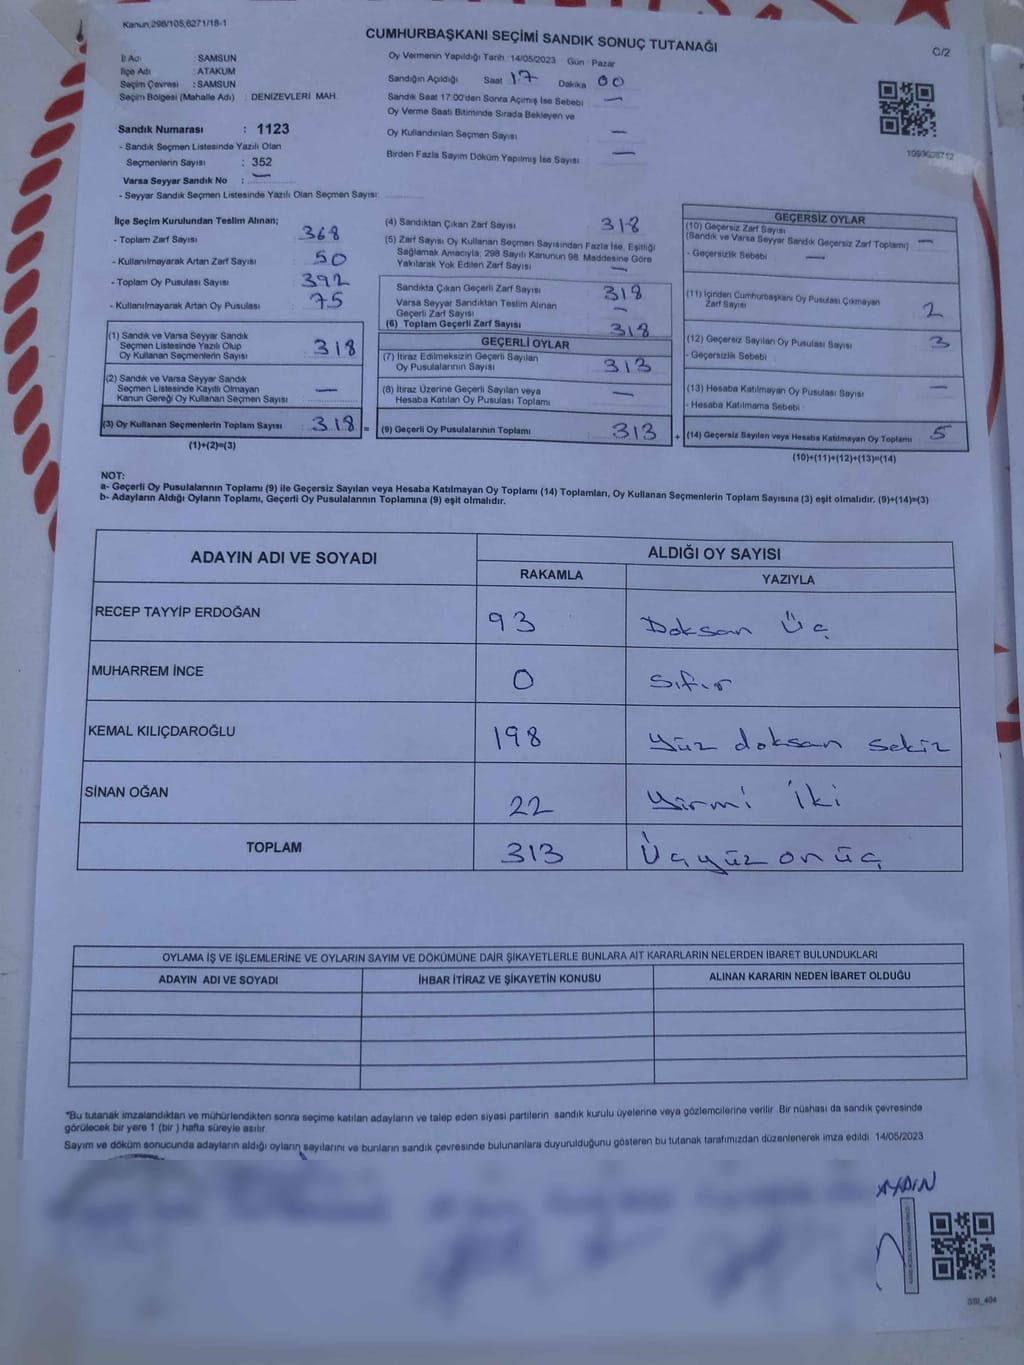 Kanun;298/105;6271/18-1
CUMHURBAŞKANI SEÇİMİ SANDIK SONUÇ TUTANAĞI
C/2
İl Adı : SAMSUN
İlçe Adı : ATAKUM
Seçim Çevresi : SAMSUN
Seçim Bölgesi (Mahalle Adı) : DENİZEVLERİ MAH.
Sandık Numarası : 1123
- Sandık Seçmen Listesinde Yazılı Olan
Seçmenlerin Sayısı : 352
Varsa Seyyar Sandık No : —
- Seyyar Sandık Seçmen Listesinde Yazılı Olan Seçmen Sayısı:
Oy Vermenin Yapıldığı Tarih : 14/05/2023 Gün : Pazar
Sandığın Açıldığı Saat 17 Dakika 00
Sandık Saat 17:00'den Sonra Açımış İse Sebebi —
Oy Verme Saati Bitiminde Sırada Bekleyen ve
Oy Kullandırılan Seçmen Sayısı —
Birden Fazla Sayım Döküm Yapılmış İse Sayısı —
İlçe Seçim Kurulundan Teslim Alınan;
- Toplam Zarf Sayısı 368
- Kullanılmayarak Artan Zarf Sayısı 50
- Toplam Oy Pusulası Sayısı 392
- Kullanılmayarak Artan Oy Pusulası 75
(1) Sandık ve Varsa Seyyar Sandık
Seçmen Listesinde Yazılı Olup
Oy Kullanan Seçmenlerin Sayısı 318
(2) Sandık ve Varsa Seyyar Sandık
Seçmen Listesinde Kayıtlı Olmayan
Kanun Gereği Oy Kullanan Seçmen Sayısı —
(3) Oy Kullanan Seçmenlerin Toplam Sayısı 318 =
(1)+(2)=(3)
(4) Sandıktan Çıkan Zarf Sayısı 318
(5) Zarf Sayısı Oy Kullanan Seçmen Sayısından Fazla İse, Eşitliği
Sağlamak Amacıyla; 298 Sayılı Kanunun 98. Maddesine Göre
Yakılarak Yok Edilen Zarf Sayısı —
Sandıkta Çıkan Geçerli Zarf Sayısı 318
Varsa Seyyar Sandıktan Teslim Alınan
Geçerli Zarf Sayısı —
(6) Toplam Geçerli Zarf Sayısı 318
GEÇERLİ OYLAR
(7) İtiraz Edilmeksizin Geçerli Sayılan
Oy Pusulalarının Sayısı 313
(8) İtiraz Üzerine Geçerli Sayılan veya
Hesaba Katılan Oy Pusulası Toplamı —
(9) Geçerli Oy Pusulalarının Toplamı 313 +
GEÇERSİZ OYLAR
(10) Geçersiz Zarf Sayısı
(Sandık ve Varsa Seyyar Sandık Geçersiz Zarf Toplamı) —
- Geçersizlik Sebebi —
(11) İçinden Cumhurbaşkanı Oy Pusulası Çıkmayan
Zarf Sayısı 2
(12) Geçersiz Sayılan Oy Pusulası Sayısı 3
- Geçersizlik Sebebi
(13) Hesaba Katılmayan Oy Pusulası Sayısı —
- Hesaba Katılmama Sebebi
(14) Geçersiz Sayılan veya Hesaba Katılmayan Oy Toplamı 5
(10)+(11)+(12)+(13)=(14)
NOT:
a- Geçerli Oy Pusulalarının Toplamı (9) ile Geçersiz Sayılan veya Hesaba Katılmayan Oy Toplamı (14) Toplamları, Oy Kullanan Seçmenlerin Toplam Sayısına (3) eşit olmalıdır. (9)+(14)=(3)
b- Adayların Aldığı Oyların Toplamı, Geçerli Oy Pusulalarının Toplamına (9) eşit olmalıdır.
ADAYIN ADI VE SOYADI
ALDIĞI OY SAYISI
RAKAMLA YAZIYLA
RECEP TAYYİP ERDOĞAN 93 Doksan Üç
MUHARREM İNCE 0 Sıfır
KEMAL KILIÇDAROĞLU 198 Yüz doksan sekiz
SİNAN OĞAN 22 Yirmi İki
TOPLAM 313 Üçyüz onüç
OYLAMA İŞ VE İŞLEMLERİNE VE OYLARIN SAYIM VE DÖKÜMÜNE DAİR ŞİKAYETLERLE BUNLARA AİT KARARLARIN NELERDEN İBARET BULUNDUKLARI
ADAYIN ADI VE SOYADI İHBAR İTİRAZ VE ŞİKAYETİN KONUSU ALINAN KARARIN NEDEN İBARET OLDUĞU
*Bu tutanak imzalandıktan ve mühürlendikten sonra seçime katılan adayların ve talep eden siyasi partilerin sandık kurulu üyelerine veya gözlemcilerine verilir. Bir nüshası da sandık çevresinde
görülecek bir yere 1 (bir ) hafta süreyle asılır.
Sayım ve döküm sonucunda adayların aldığı oyların sayılarını ve bunların sandık çevresinde bulunanlara duyurulduğunu gösteren bu tutanak tarafımızdan düzenlenerek imza edildi. 14/05/2023
AYDIN